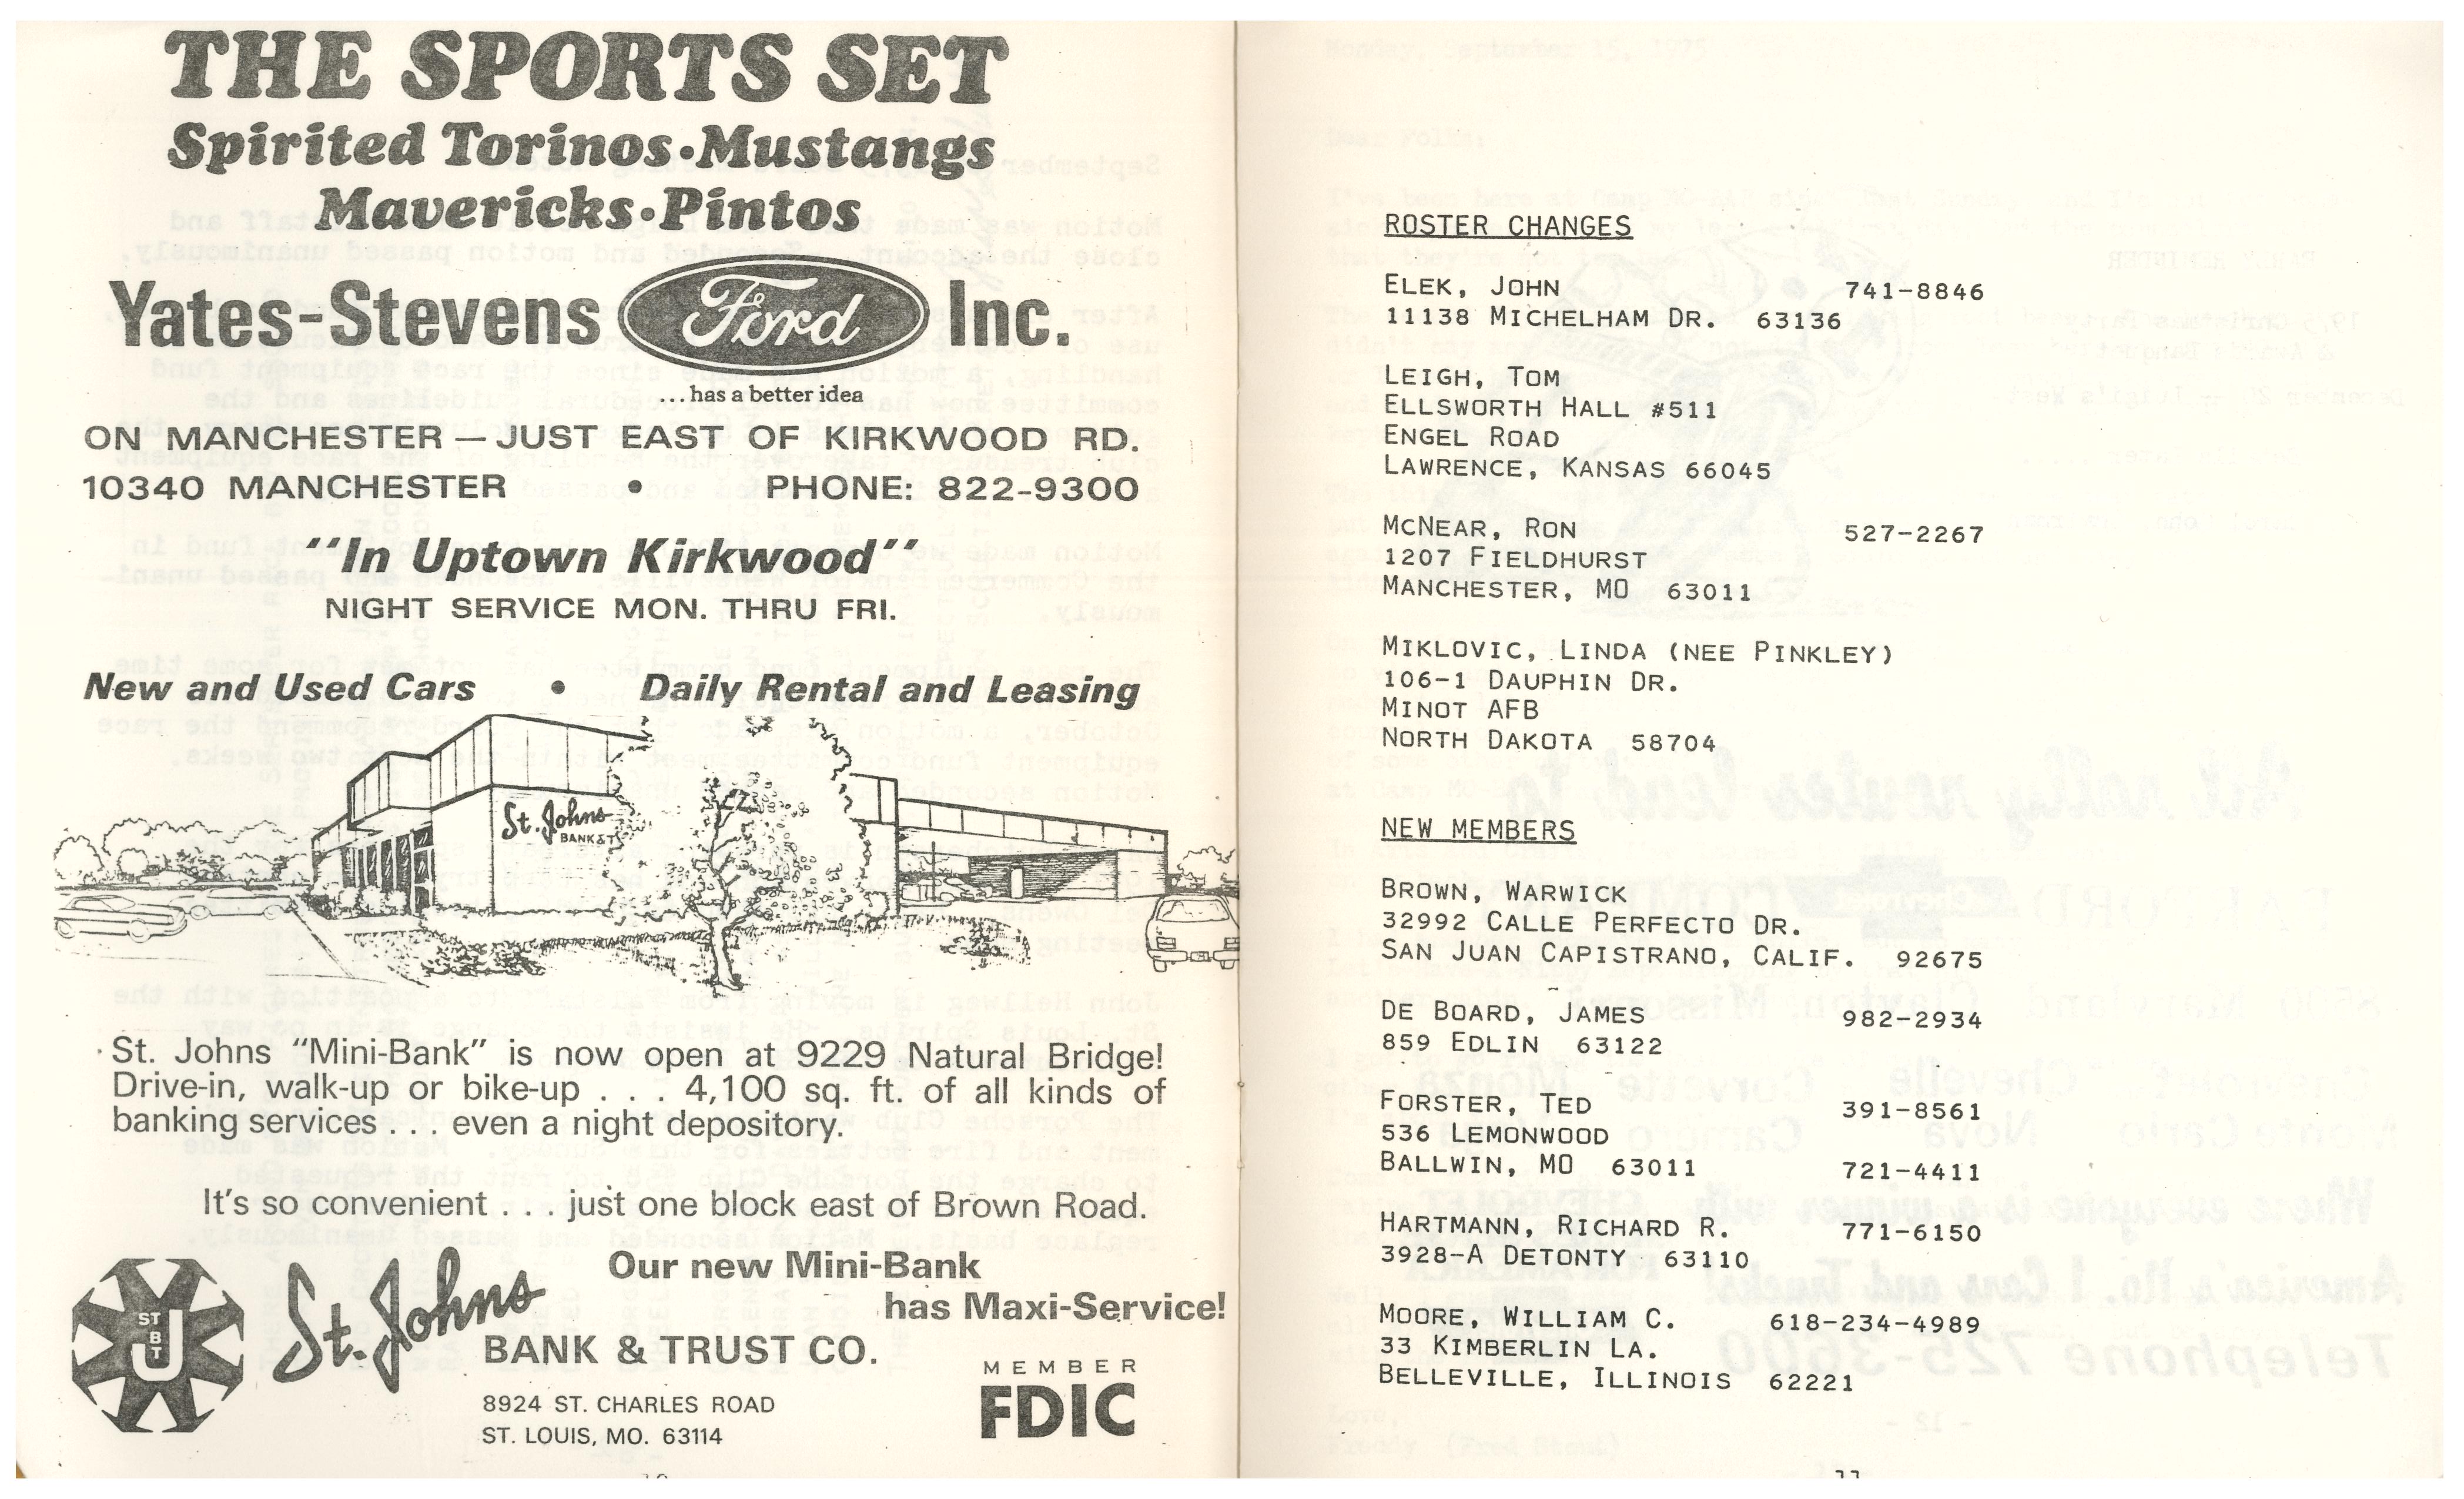 THE SPORTS SET
Spirited Torinos•Mustangs
Mavericks•Pintos
Yates-Stevens Ford Inc.
...has a better idea
ON MANCHESTER — JUST EAST OF KIRKWOOD RD.
10340 MANCHESTER • PHONE: 822-9300
"In Uptown Kirkwood"
NIGHT SERVICE MON. THRU FRI.
New and Used Cars • Daily Rental and Leasing
St. Johns
BANK & T
St. Johns "Mini-Bank" is now open at 9229 Natural Bridge!
Drive-in, walk-up or bike-up . . . 4,100 sq. ft. of all kinds of
banking services . . . even a night depository.
It's so convenient . . . just one block east of Brown Road.
Our new Mini-Bank
has Maxi-Service!
ST J B T
St. Johns
BANK & TRUST CO.
8924 ST. CHARLES ROAD
ST. LOUIS, MO. 63114
MEMBER
FDIC
ROSTER CHANGES
ELEK, JOHN 741-8846
11138 MICHELHAM DR. 63136
LEIGH, TOM
ELLSWORTH HALL #511
ENGEL ROAD
LAWRENCE, KANSAS 66045
MCNEAR, RON 527-2267
1207 FIELDHURST
MANCHESTER, MO 63011
MIKLOVIC, LINDA (NEE PINKLEY)
106-1 DAUPHIN DR.
MINOT AFB
NORTH DAKOTA 58704
NEW MEMBERS
BROWN, WARWICK
32992 CALLE PERFECTO DR.
SAN JUAN CAPISTRANO, CALIF. 92675
DE BOARD, JAMES 982-2934
859 EDLIN 63122
FORSTER, TED 391-8561
536 LEMONWOOD
BALLWIN, MO 63011 721-4411
HARTMANN, RICHARD R. 771-6150
3928-A DETONTY 63110
MOORE, WILLIAM C. 618-234-4989
33 KIMBERLIN LA.
BELLEVILLE, ILLINOIS 62221